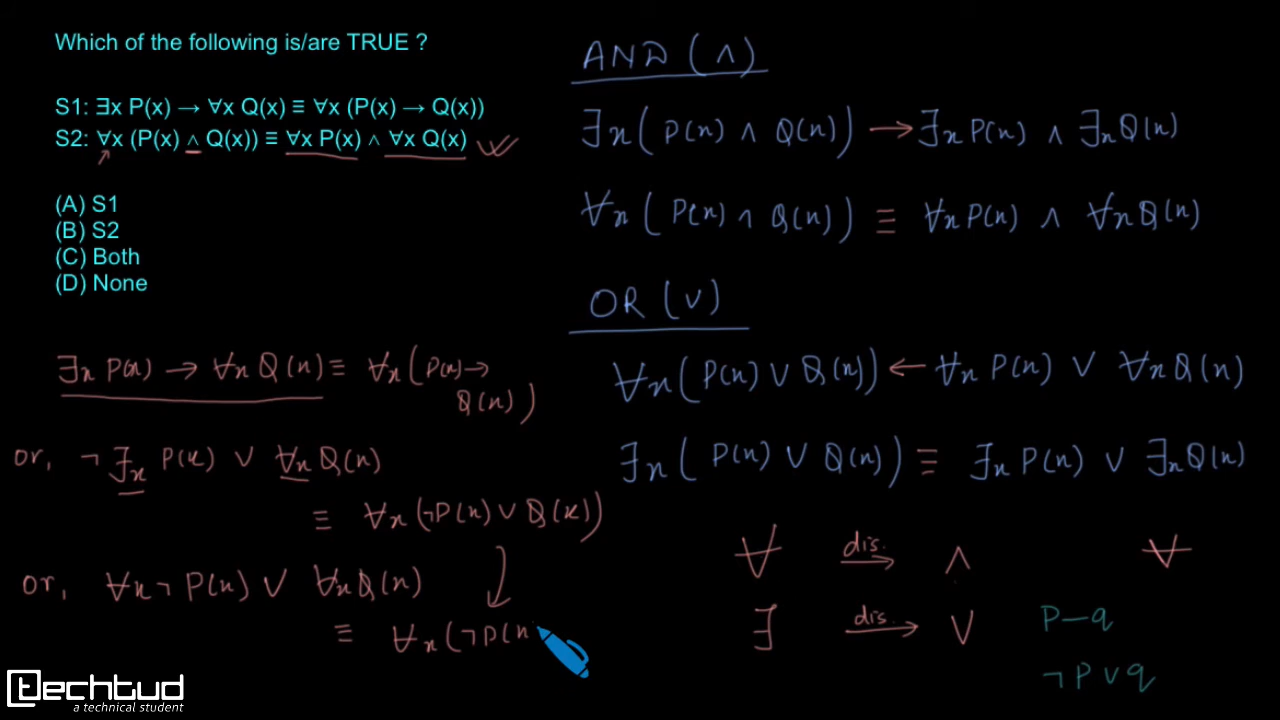 Which of the following is/are TRUE ?
S1: ∃x P(x) → ∀x Q(x) ≡ ∀x (P(x) → Q(x))
S2: ∀x (P(x) ∧ Q(x)) ≡ ∀x P(x) ∧ ∀x Q(x)
(A) S1
(B) S2
(C) Both
(D) None
∃x P(x) → ∀x Q(x) ≡ ∀x (P(x) →
Q(x))
or, ¬ ∃x P(x) ∨ ∀x Q(x)
≡ ∀x (¬P(x) ∨ Q(x))
or, ∀x ¬ P(x) ∨ ∀x Q(x)
≡ ∀x (¬P(x
AND (∧)
∃x (P(x) ∧ Q(x)) → ∃x P(x) ∧ ∃x Q(x)
∀x (P(x) ∧ Q(x)) ≡ ∀x P(x) ∧ ∀x Q(x)
OR (∨)
∀x (P(x) ∨ Q(x)) ← ∀x P(x) ∨ ∀x Q(x)
∃x (P(x) ∨ Q(x)) ≡ ∃x P(x) ∨ ∃x Q(x)
∀ dis. → ∧ ∀
∃ dis. → ∨ P – q
¬ P ∨ q
techtud
a technical student